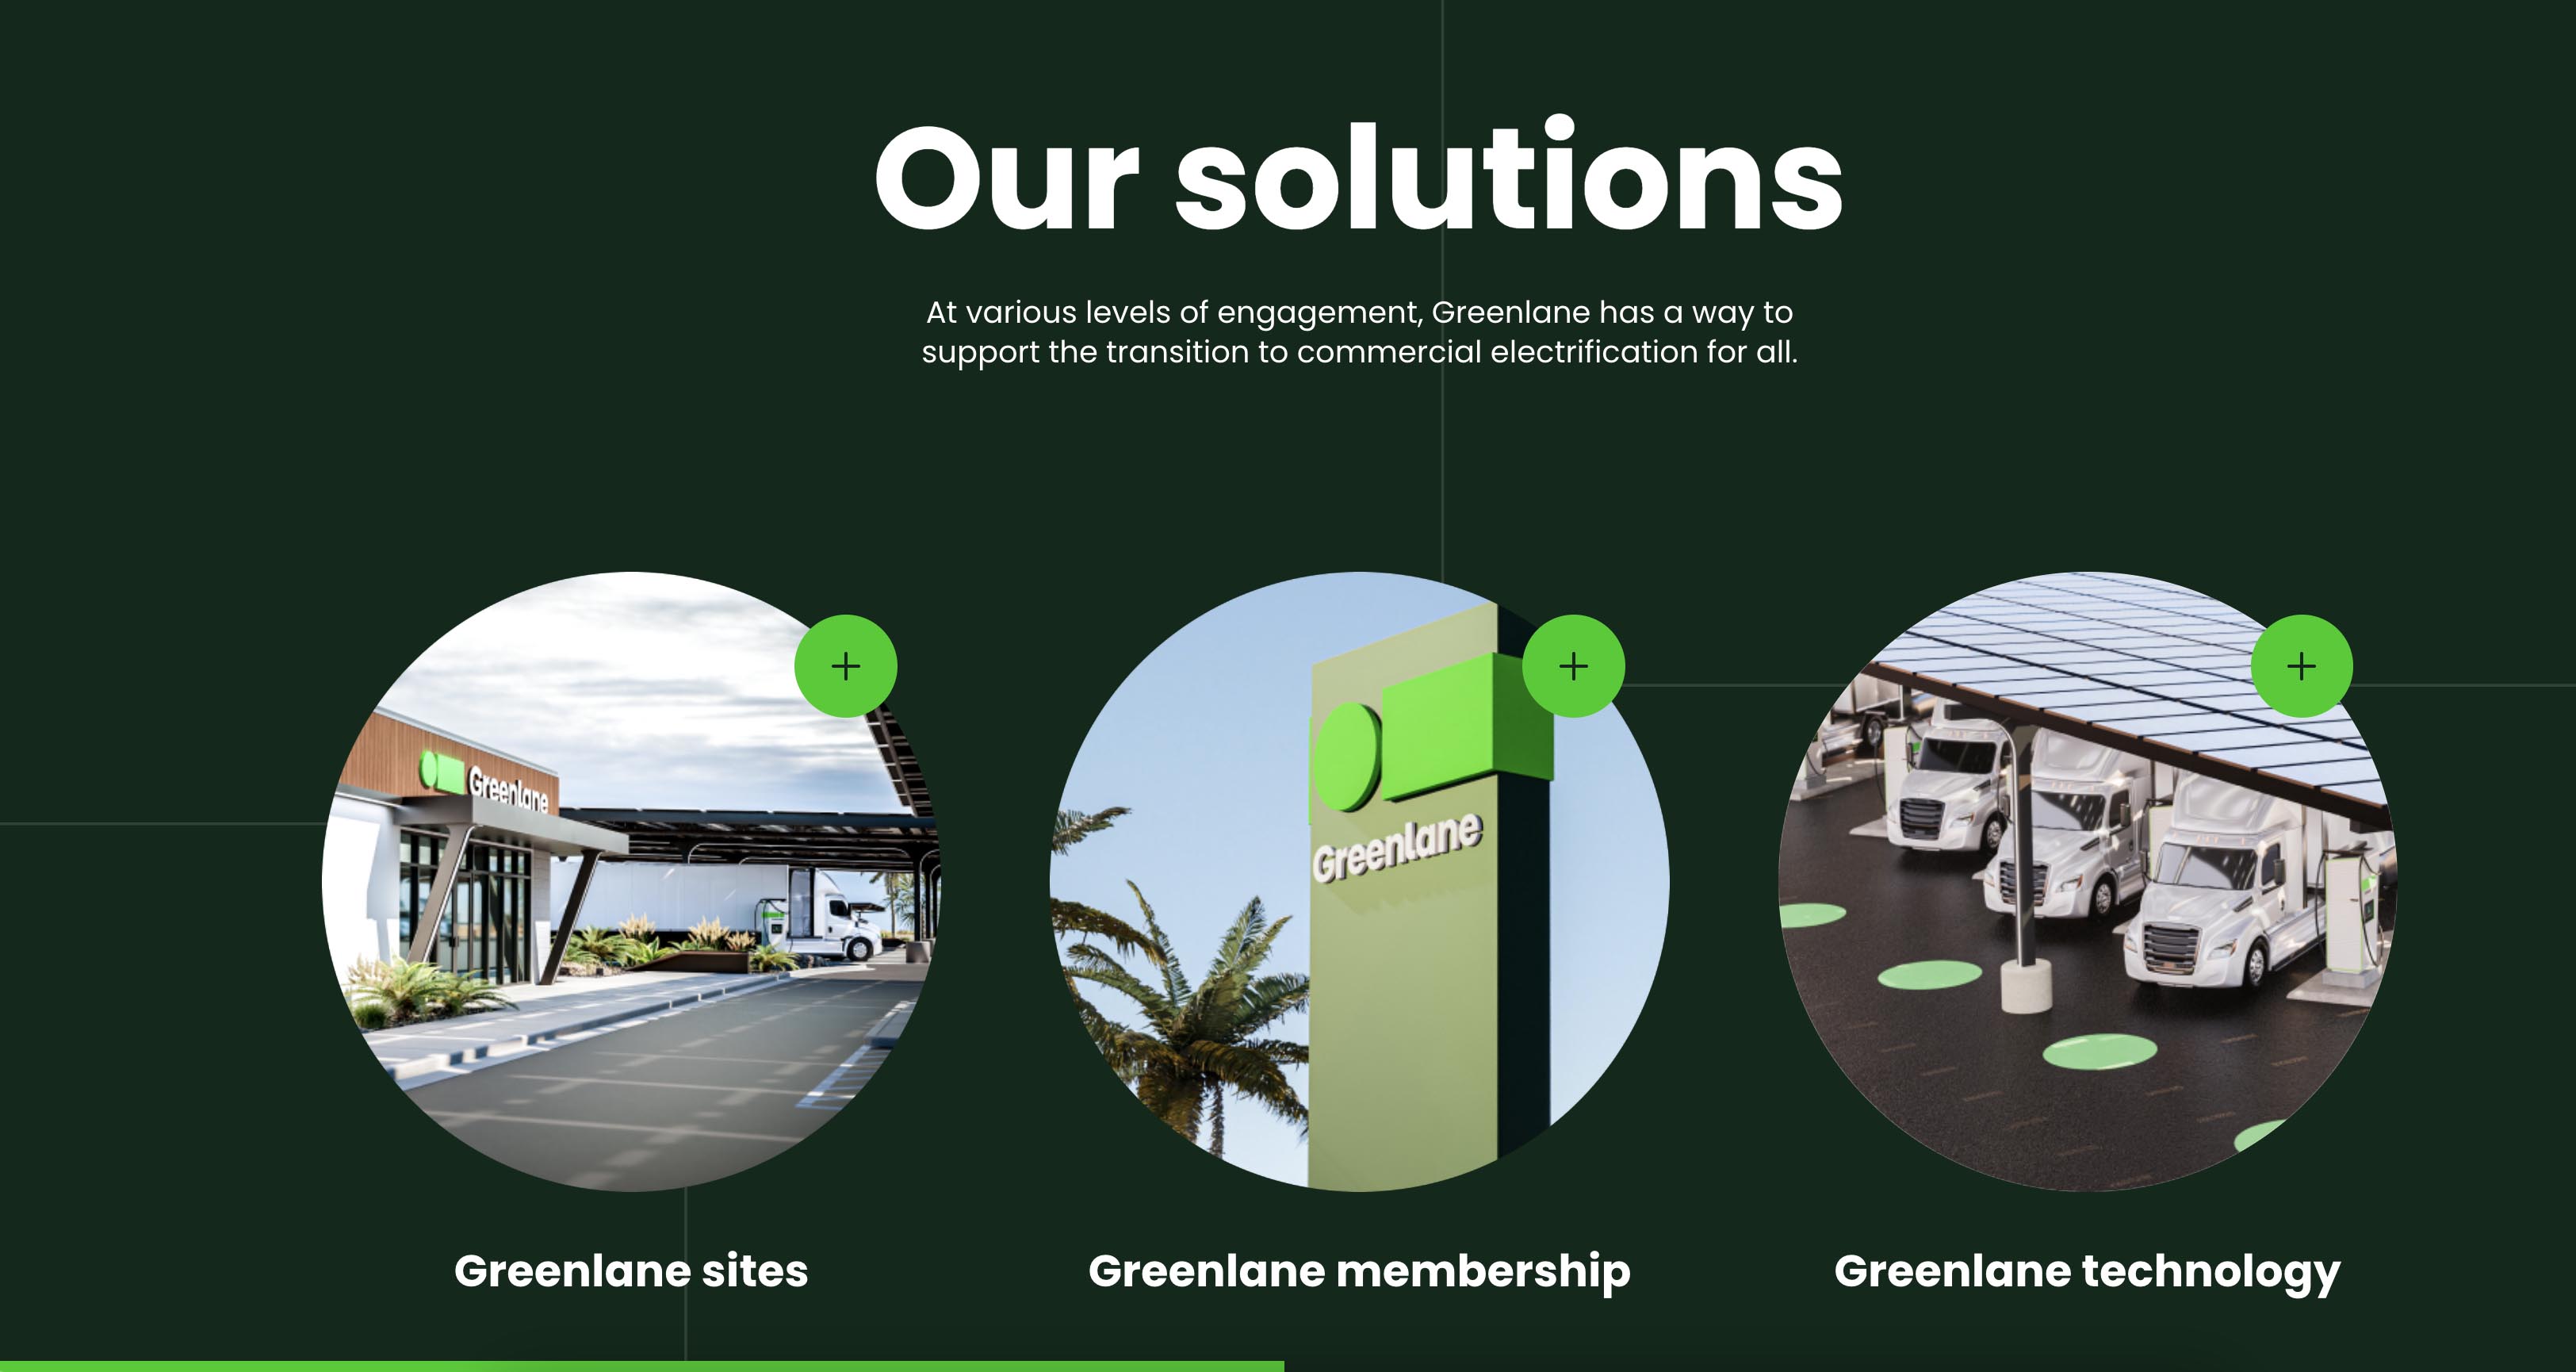 Our solutions
At various levels of engagement, Greenlane has a way to
support the transition to commercial electrification for all.
Greenlane
Greenlane
Greenlane sites
Greenlane membership
Greenlane technology